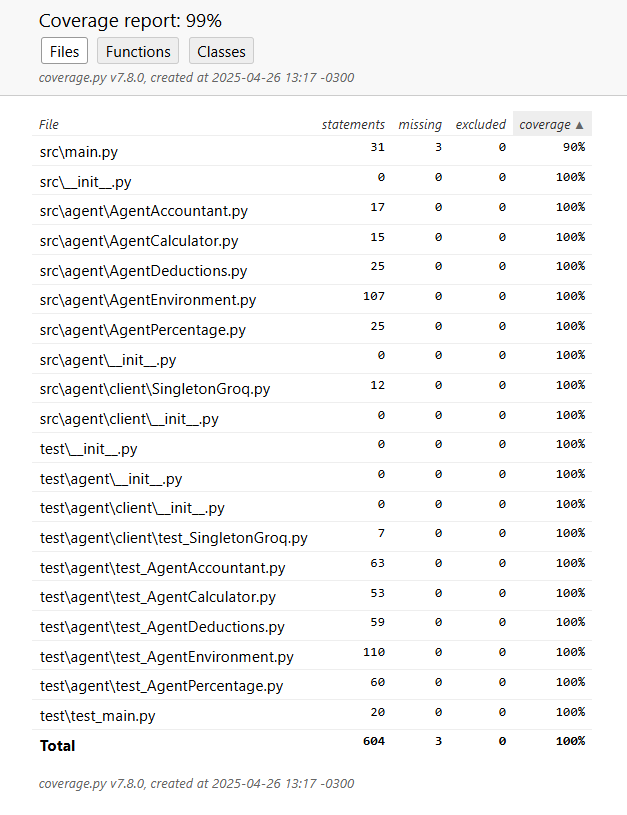 Coverage report: 99%
Files Functions Classes
coverage.py v7.8.0, created at 2025-04-26 13:17 -0300
File statements missing excluded coverage ▲
src\main.py 31 3 0 90%
src\__init__.py 0 0 0 100%
src\agent\AgentAccountant.py 17 0 0 100%
src\agent\AgentCalculator.py 15 0 0 100%
src\agent\AgentDeductions.py 25 0 0 100%
src\agent\AgentEnvironment.py 107 0 0 100%
src\agent\AgentPercentage.py 25 0 0 100%
src\agent\__init__.py 0 0 0 100%
src\agent\client\SingletonGroq.py 12 0 0 100%
src\agent\client\__init__.py 0 0 0 100%
test\__init__.py 0 0 0 100%
test\agent\__init__.py 0 0 0 100%
test\agent\client\__init__.py 0 0 0 100%
test\agent\client\test_SingletonGroq.py 7 0 0 100%
test\agent\test_AgentAccountant.py 63 0 0 100%
test\agent\test_AgentCalculator.py 53 0 0 100%
test\agent\test_AgentDeductions.py 59 0 0 100%
test\agent\test_AgentEnvironment.py 110 0 0 100%
test\agent\test_AgentPercentage.py 60 0 0 100%
test\test_main.py 20 0 0 100%
Total 604 3 0 100%
coverage.py v7.8.0, created at 2025-04-26 13:17 -0300